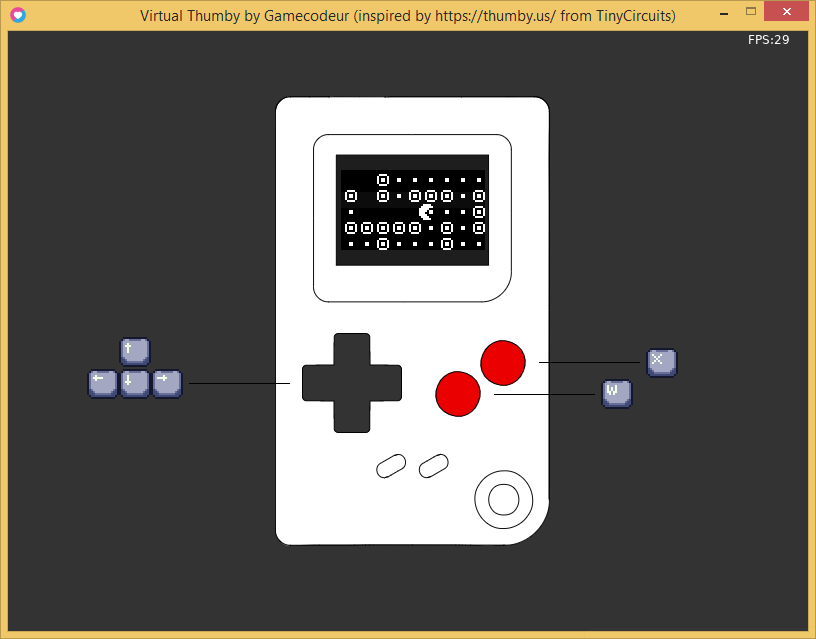 Virtual Thumby by Gamecodeur (inspired by https://thumby.us/ from TinyCircuits)
FPS:29
↑
← ↓ →
X
W